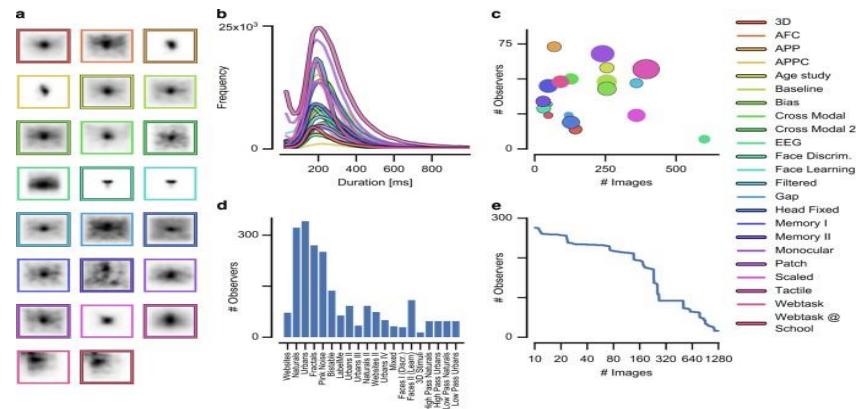 a
b
25x10³
0
Frequency
200
400
600
800
Duration [ms]
c
75
0
# Observers
0
250
500
# Images
3D
AFC
APP
APPC
Age study
Baseline
Bias
Cross Modal
Cross Modal 2
EEG
Face Discrim.
Face Learning
Filtered
Gap
Head Fixed
Memory I
Memory II
Monocular
Patch
Scaled
Tactile
Webtask
Webtask @
School
d
300
0
# Observers
Websites
Naturals
Urbans
Fractals
Pink Noise
Bistable
LabelMe
Urbans II
Urbans III
Naturals II
Websites II
Urbans IV
Mixed
Faces I (Discr.)
Faces II (Learn)
3D Stimuli
High Pass Naturals
High Pass Urbans
Low Pass Naturals
Low Pass Urbans
e
300
0
# Observers
10
20
40
80
160
320
640
1280
# Images